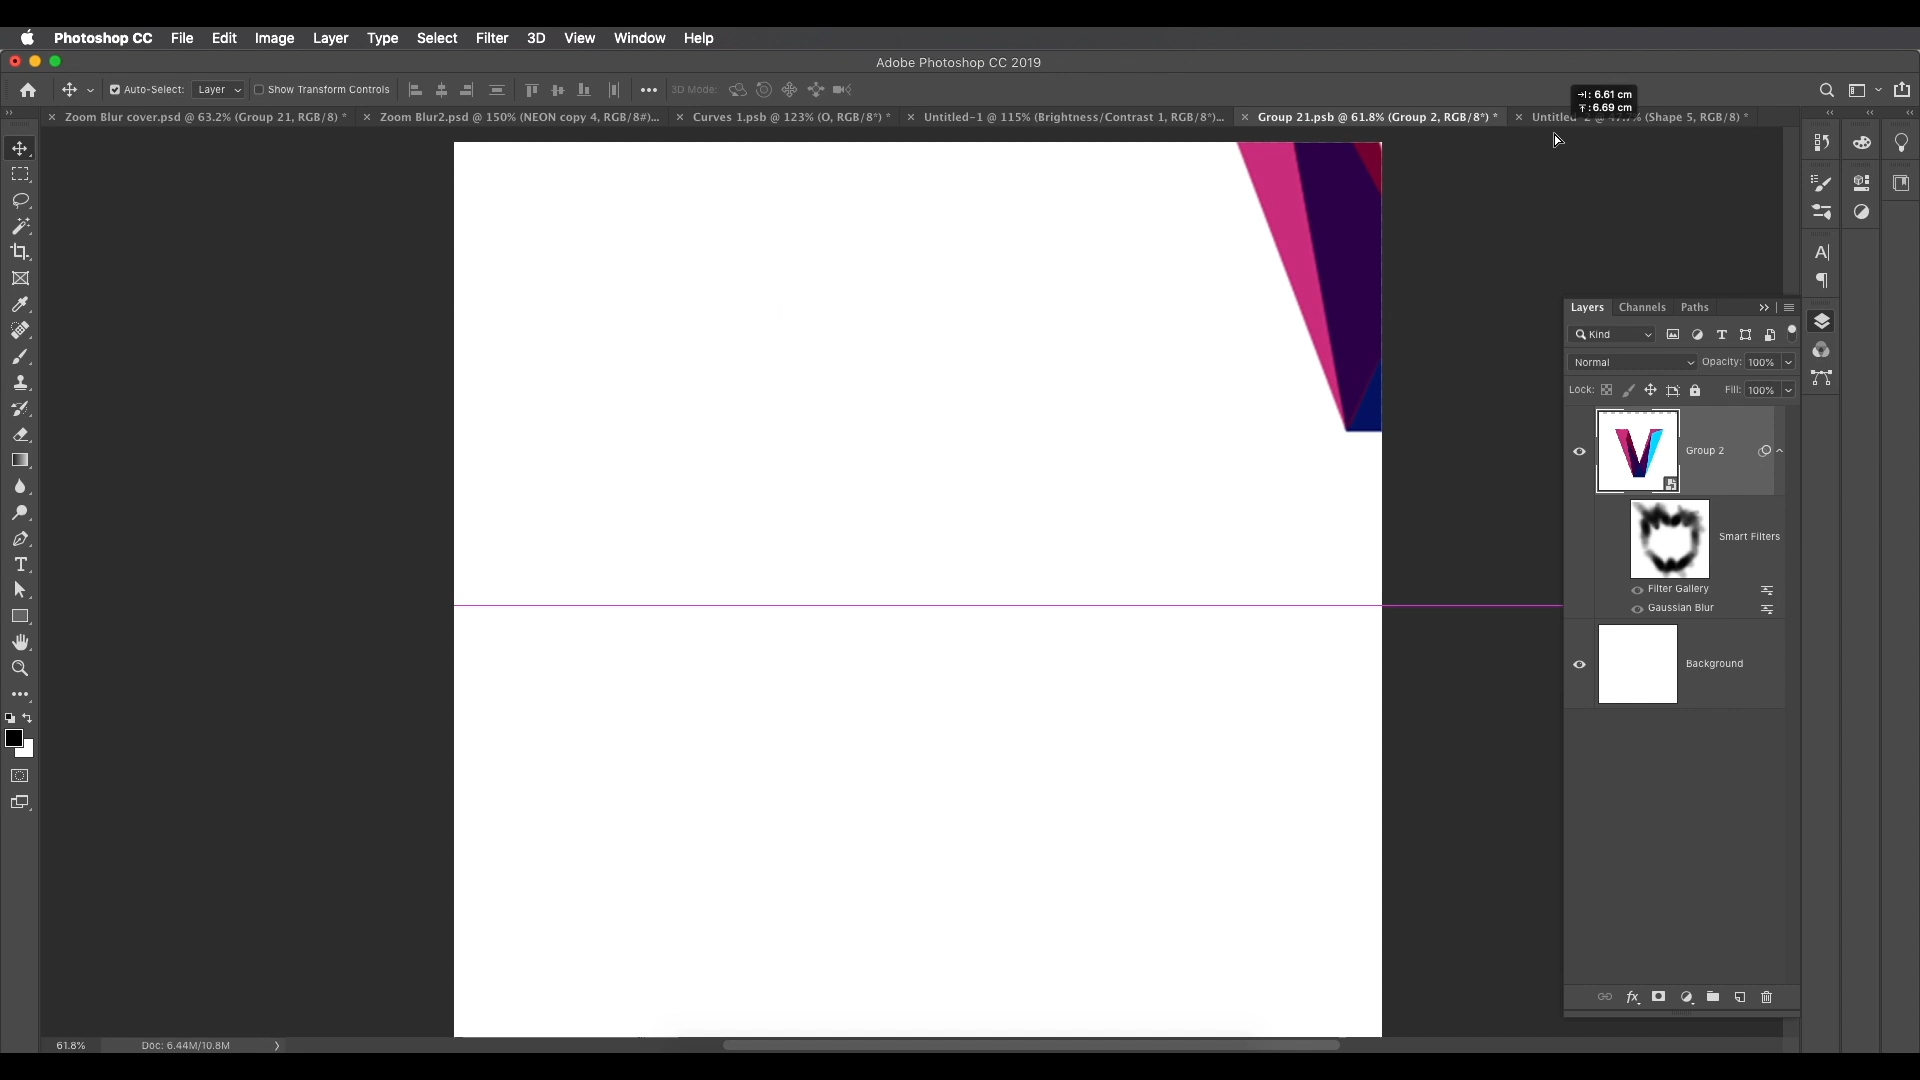 Photoshop CC File Edit Image Layer Type Select Filter 3D View Window Help
Adobe Photoshop CC 2019
Auto-Select: Layer Show Transform Controls 3D Mode:
6.61 cm
6.69 cm
Zoom Blur cover.psd @ 63.2% (Group 21, RGB/8) * Zoom Blur2.psd @ 150% (NEON copy 4, RGB/8#)... Curves 1.psb @ 123% (O, RGB/8*) * Untitled-1 @ 115% (Brightness/Contrast 1, RGB/8*)... Group 21.psb @ 61.8% (Group 2, RGB/8*) * Untitled-2 @ 47.7% (Shape 5, RGB/8) *
Layers Channels Paths
Kind
Normal Opacity: 100%
Lock: Fill: 100%
Group 2
Smart Filters
Filter Gallery
Gaussian Blur
Background
61.8% Doc: 6.44M/10.8M